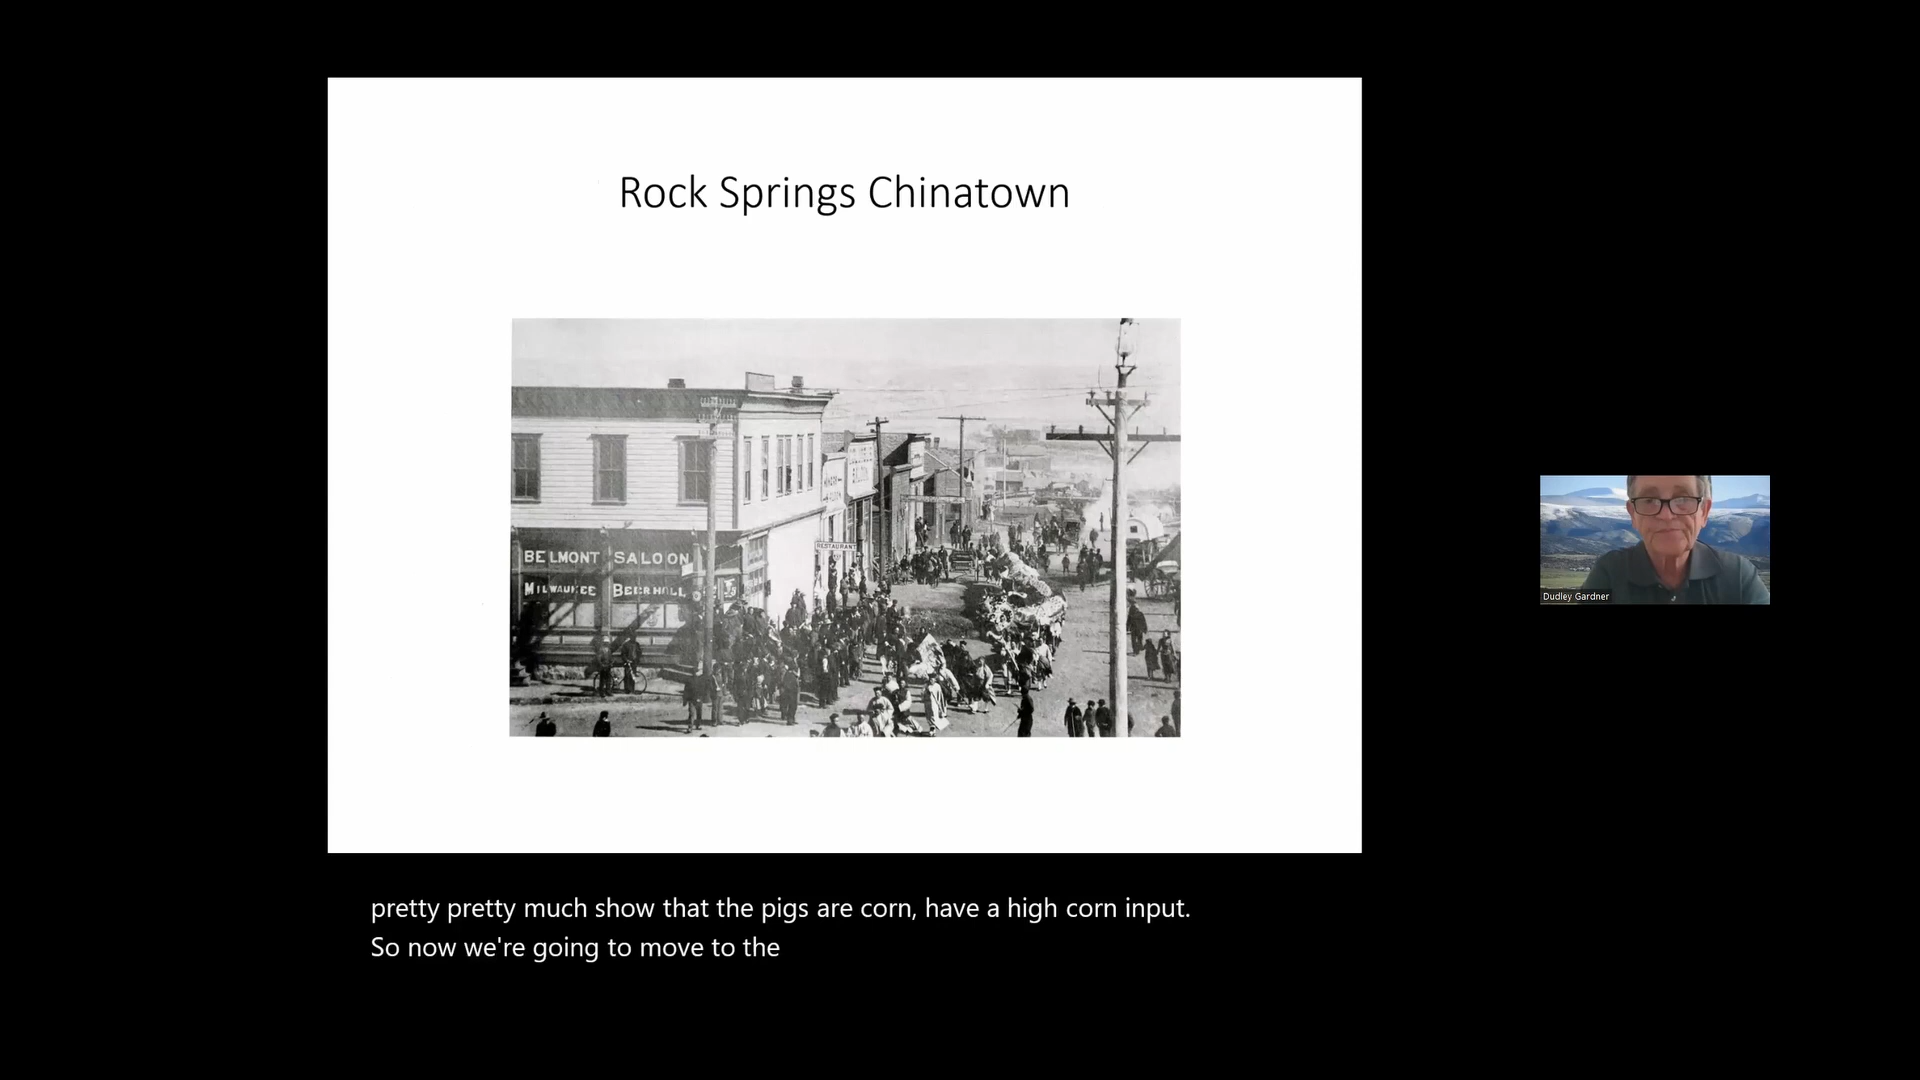 Rock Springs Chinatown
BELMONT SALOON
MILWAUKEE BEER HALL
RESTAURANT
SALOON
Dudley Gardner
pretty pretty much show that the pigs are corn, have a high corn input.
So now we're going to move to the